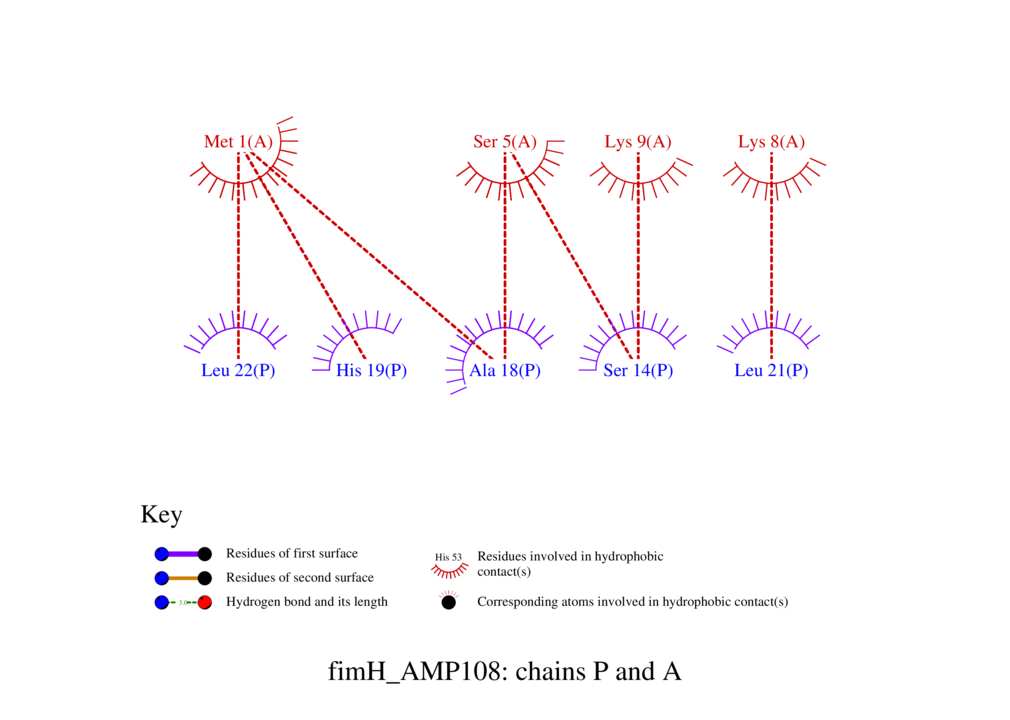 Met 1(A) Ser 5(A) Lys 9(A) Lys 8(A)
Leu 22(P) His 19(P) Ala 18(P) Ser 14(P) Leu 21(P)
Key
Residues of first surface
Residues of second surface
3.0
Hydrogen bond and its length
His 53
Residues involved in hydrophobic
contact(s)
Corresponding atoms involved in hydrophobic contact(s)
fimH_AMP108: chains P and A